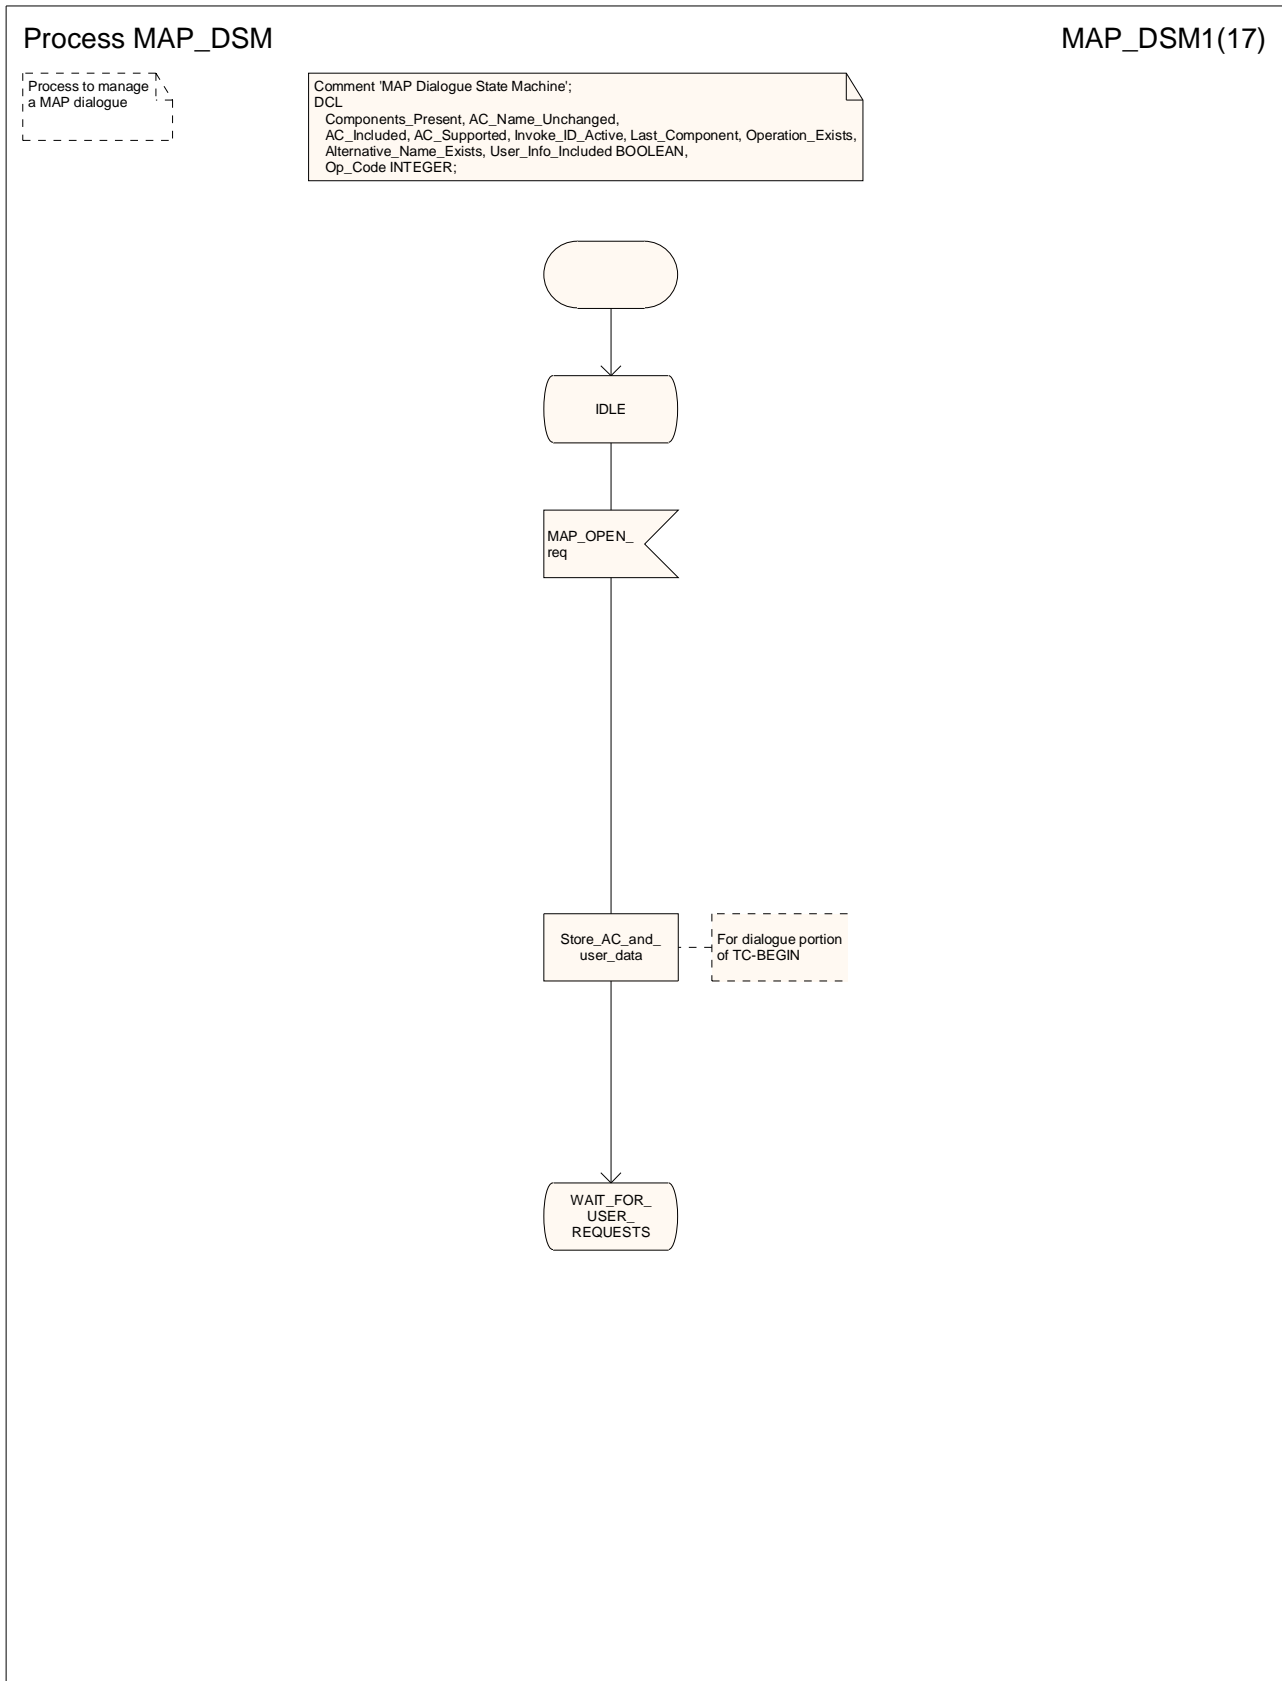 Process MAP_DSM
MAP_DSM1(17)
Process to manage
a MAP dialogue
Comment 'MAP Dialogue State Machine';
DCL
Components_Present, AC_Name_Unchanged,
AC_Included, AC_Supported, Invoke_ID_Active, Last_Component, Operation_Exists,
Alternative_Name_Exists, User_Info_Included BOOLEAN,
Op_Code INTEGER;
IDLE
MAP_OPEN_
req
Store_AC_and_
user_data
For dialogue portion
of TC-BEGIN
WAIT_FOR_
USER_
REQUESTS